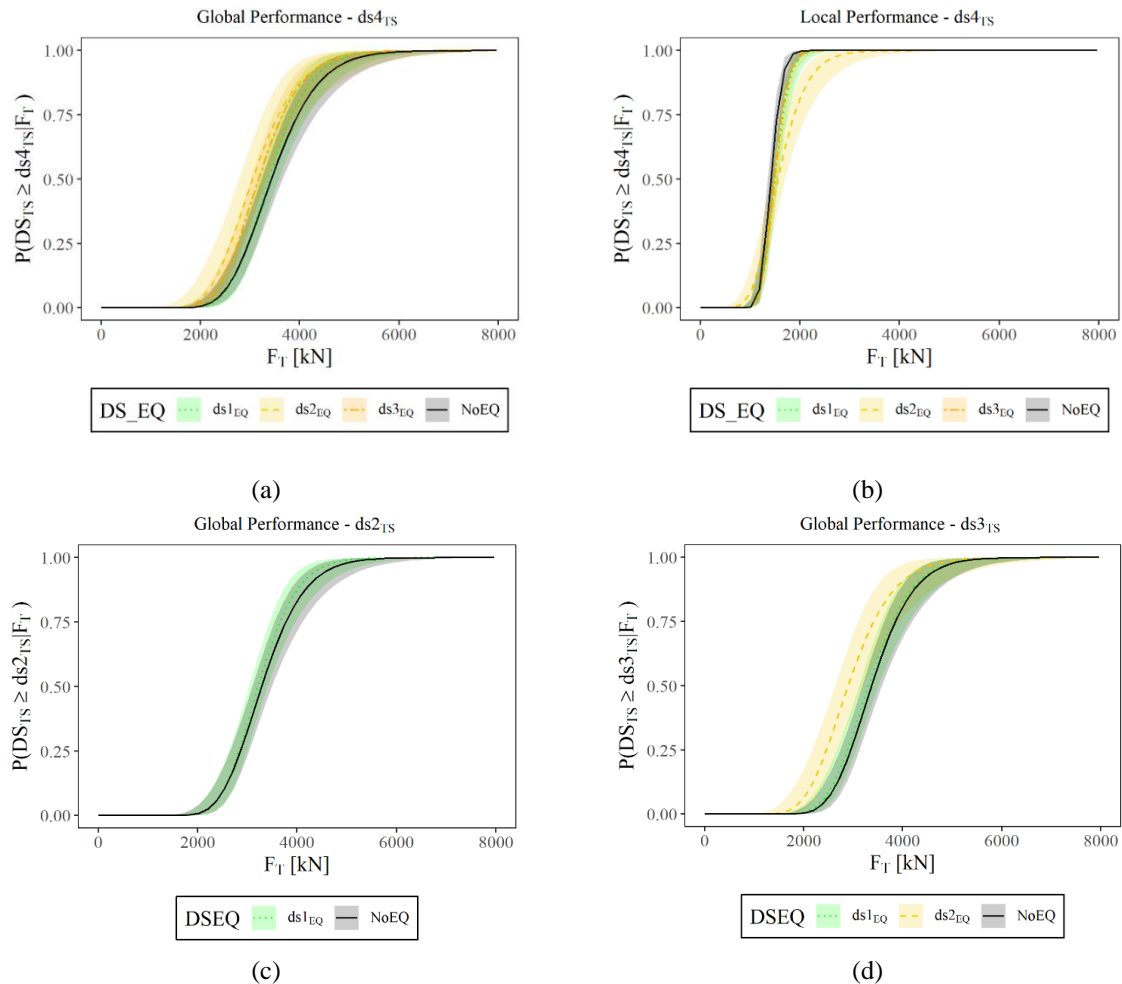 Global Performance - ds4TS
P(DSTS ≥ ds4TS|FT )
1.00
0.75
0.50
0.25
0.00
0 2000 4000 6000 8000
FT [kN]
DS_EQ ds1EQ ds2EQ ds3EQ NoEQ
(a)
Local Performance - ds4TS
P(DSTS ≥ ds4TS|FT )
1.00
0.75
0.50
0.25
0.00
0 2000 4000 6000 8000
FT [kN]
DS_EQ ds1EQ ds2EQ ds3EQ NoEQ
(b)
Global Performance - ds2TS
P(DSTS ≥ ds2TS|FT )
1.00
0.75
0.50
0.25
0.00
0 2000 4000 6000 8000
FT [kN]
DSEQ ds1EQ NoEQ
(c)
Global Performance - ds3TS
P(DSTS ≥ ds3TS|FT )
1.00
0.75
0.50
0.25
0.00
0 2000 4000 6000 8000
FT [kN]
DSEQ ds1EQ ds2EQ NoEQ
(d)